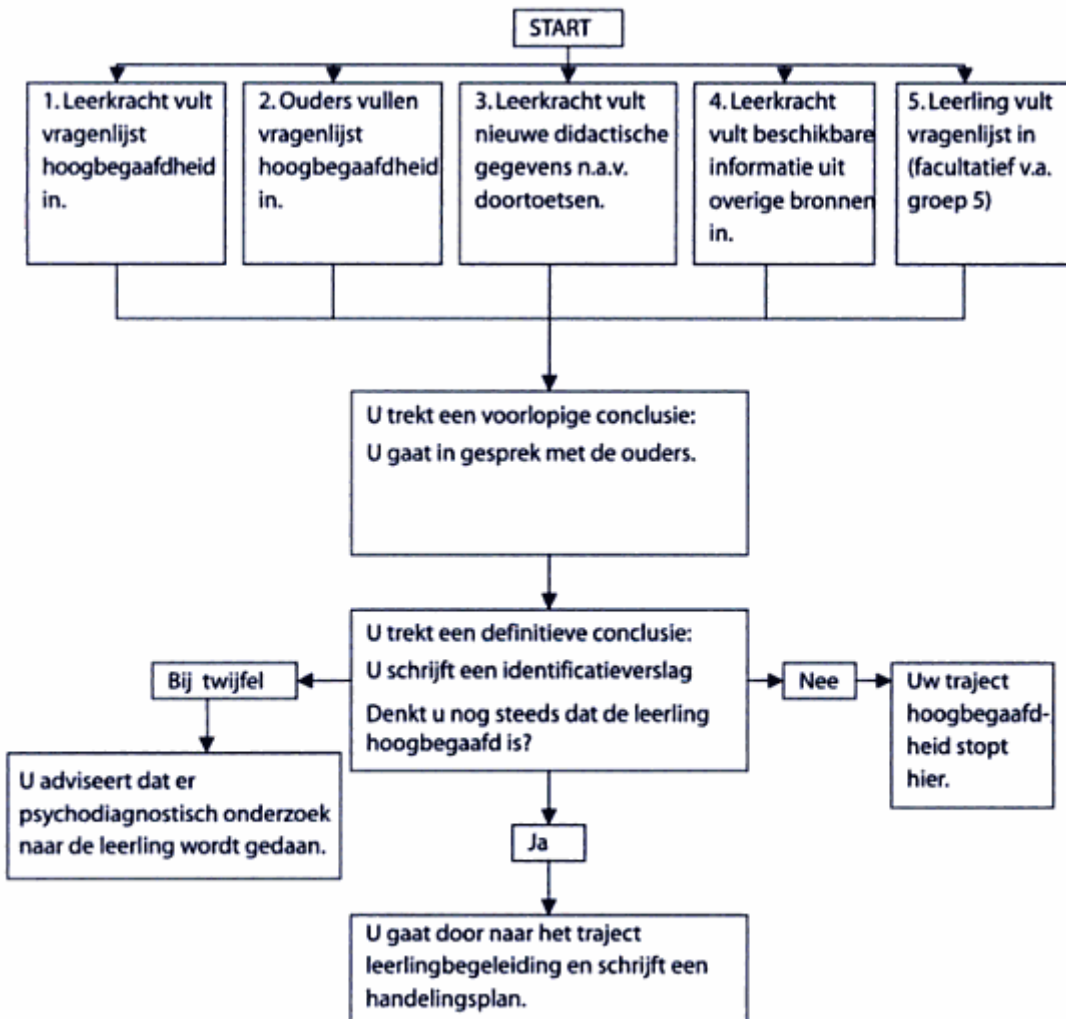 START
1. Leerkracht vult
vragenlijst
hoogbegaafdheid
in.
2. Ouders vullen
vragenlijst
hoogbegaafdheid
in.
3. Leerkracht vult
nieuwe didactische
gegevens n.a.v.
doortoetsen.
4. Leerkracht
vult beschikbare
informatie uit
overige bronnen
in.
5. Leerling vult
vragenlijst in
(facultatief v.a.
groep 5)
U trekt een voorlopige conclusie:
U gaat in gesprek met de ouders.
U trekt een definitieve conclusie:
U schrijft een identificatieverslag
Denkt u nog steeds dat de leerling
hoogbegaafd is?
Bij twijfel
Nee
Uw traject
hoogbegaafd-
heid stopt
hier.
U adviseert dat er
psychodiagnostisch onderzoek
naar de leerling wordt gedaan.
Ja
U gaat door naar het traject
leerlingbegeleiding en schrijft een
handelingsplan.